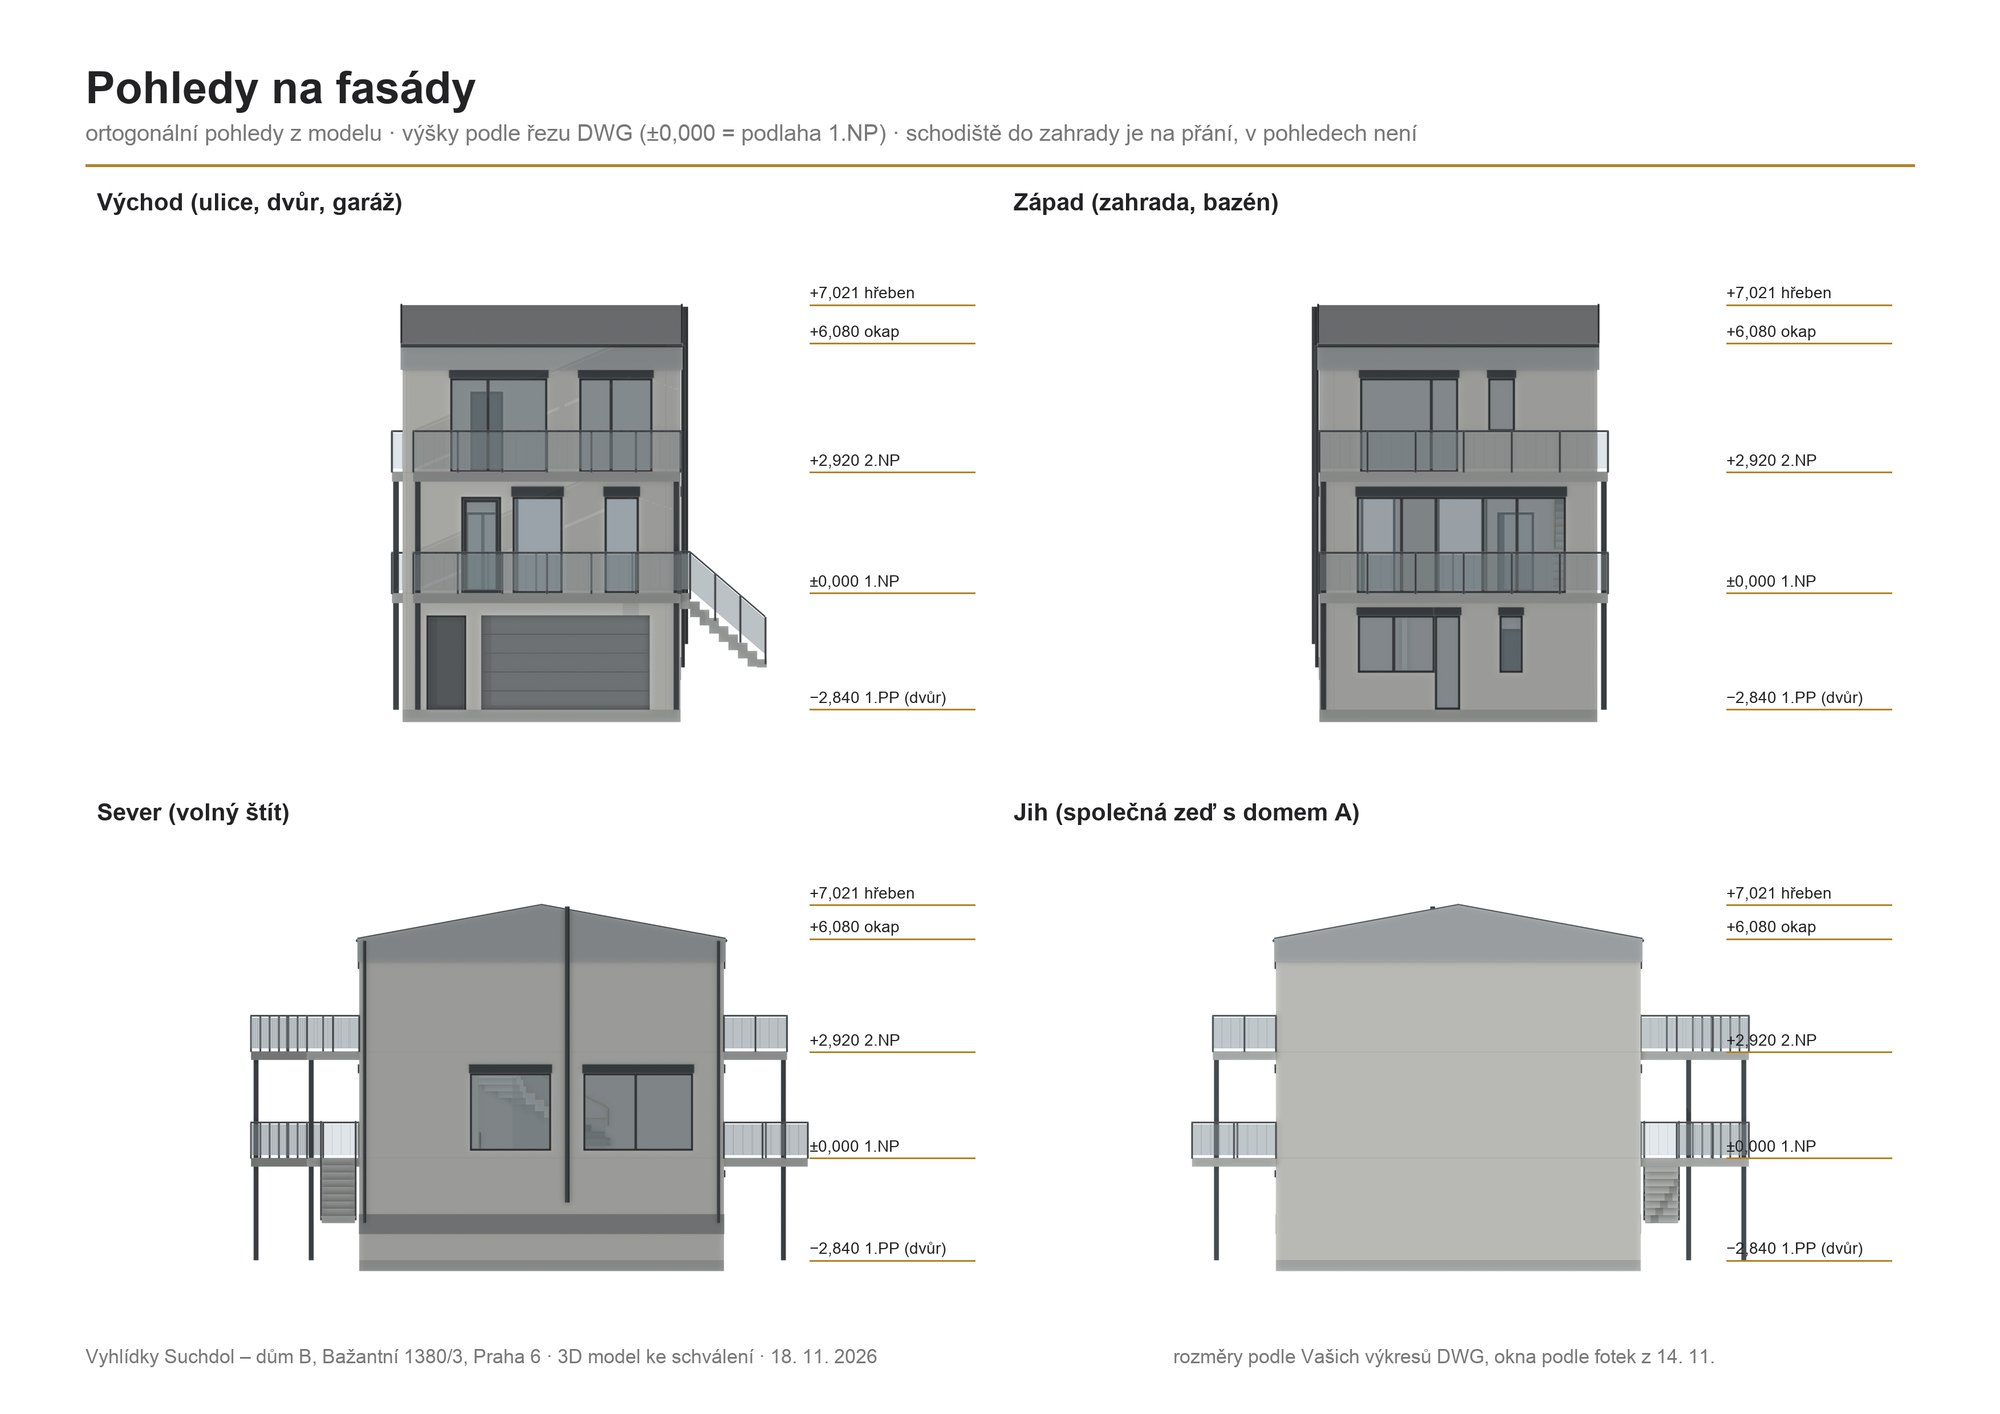 Pohledy na fasády
ortogonální pohledy z modelu · výšky podle řezu DWG (±0,000 = podlaha 1.NP) · schodiště do zahrady je na přání, v pohledech není
Východ (ulice, dvůr, garáž)
+7,021 hřeben
+6,080 okap
+2,920 2.NP
±0,000 1.NP
−2,840 1.PP (dvůr)
Západ (zahrada, bazén)
+7,021 hřeben
+6,080 okap
+2,920 2.NP
±0,000 1.NP
−2,840 1.PP (dvůr)
Sever (volný štít)
+7,021 hřeben
+6,080 okap
+2,920 2.NP
±0,000 1.NP
−2,840 1.PP (dvůr)
Jih (společná zeď s domem A)
+7,021 hřeben
+6,080 okap
+2,920 2.NP
±0,000 1.NP
−2,840 1.PP (dvůr)
Vyhlídky Suchdol – dům B, Bažantní 1380/3, Praha 6 · 3D model ke schválení · 18. 11. 2026
rozměry podle Vašich výkresů DWG, okna podle fotek z 14. 11.